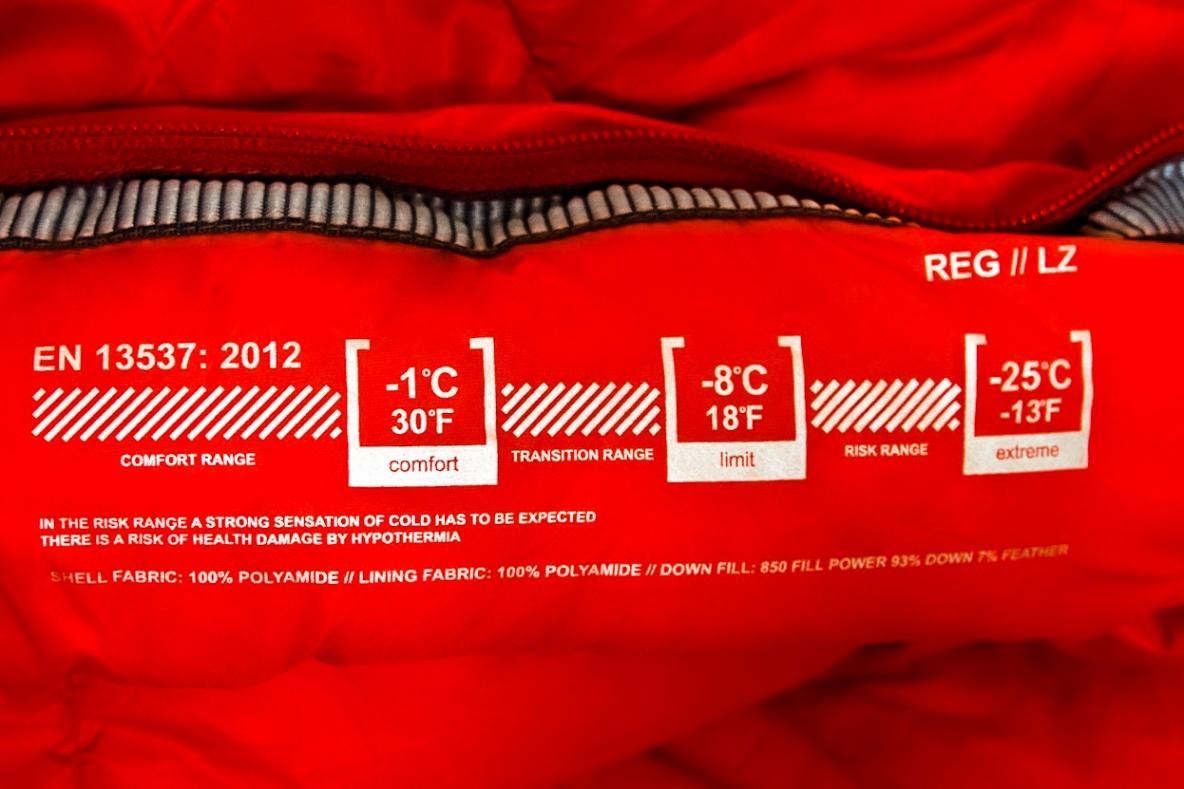 REG // LZ
EN 13537: 2012
-1°C
30°F
comfort
-8°C
18°F
limit
-25°C
-13°F
extreme
COMFORT RANGE
TRANSITION RANGE
RISK RANGE
IN THE RISK RANGE A STRONG SENSATION OF COLD HAS TO BE EXPECTED
THERE IS A RISK OF HEALTH DAMAGE BY HYPOTHERMIA
SHELL FABRIC: 100% POLYAMIDE // LINING FABRIC: 100% POLYAMIDE // DOWN FILL: 850 FILL POWER 93% DOWN 7% FEATHER